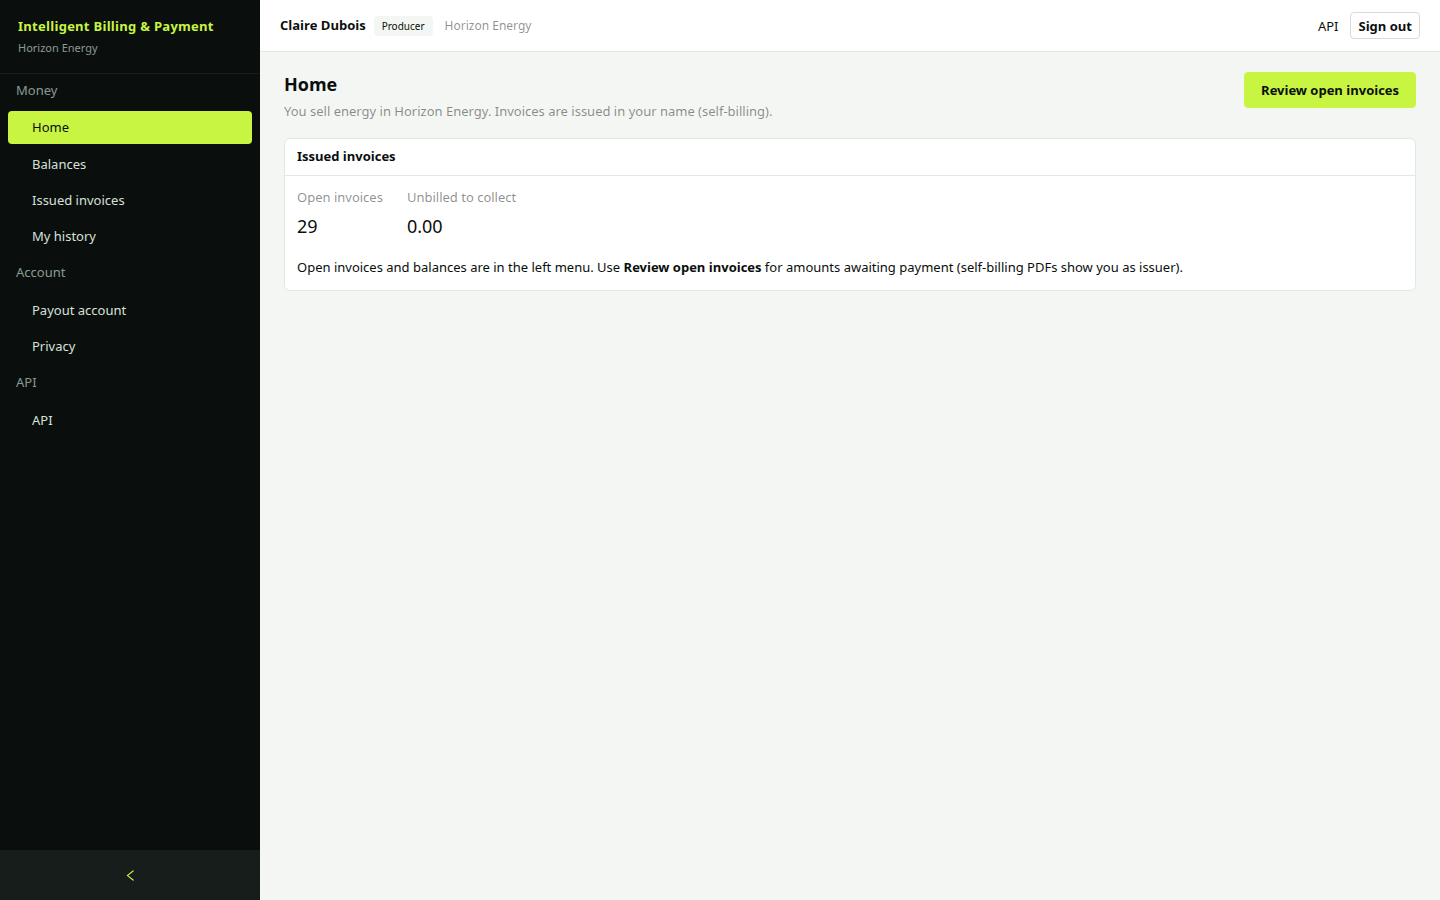 Intelligent Billing & Payment
Horizon Energy
Money
Home
Balances
Issued invoices
My history
Account
Payout account
Privacy
API
API
Claire Dubois Producer Horizon Energy
API Sign out
Home
Review open invoices
You sell energy in Horizon Energy. Invoices are issued in your name (self-billing).
Issued invoices
Open invoices Unbilled to collect
29 0.00
Open invoices and balances are in the left menu. Use Review open invoices for amounts awaiting payment (self-billing PDFs show you as issuer).